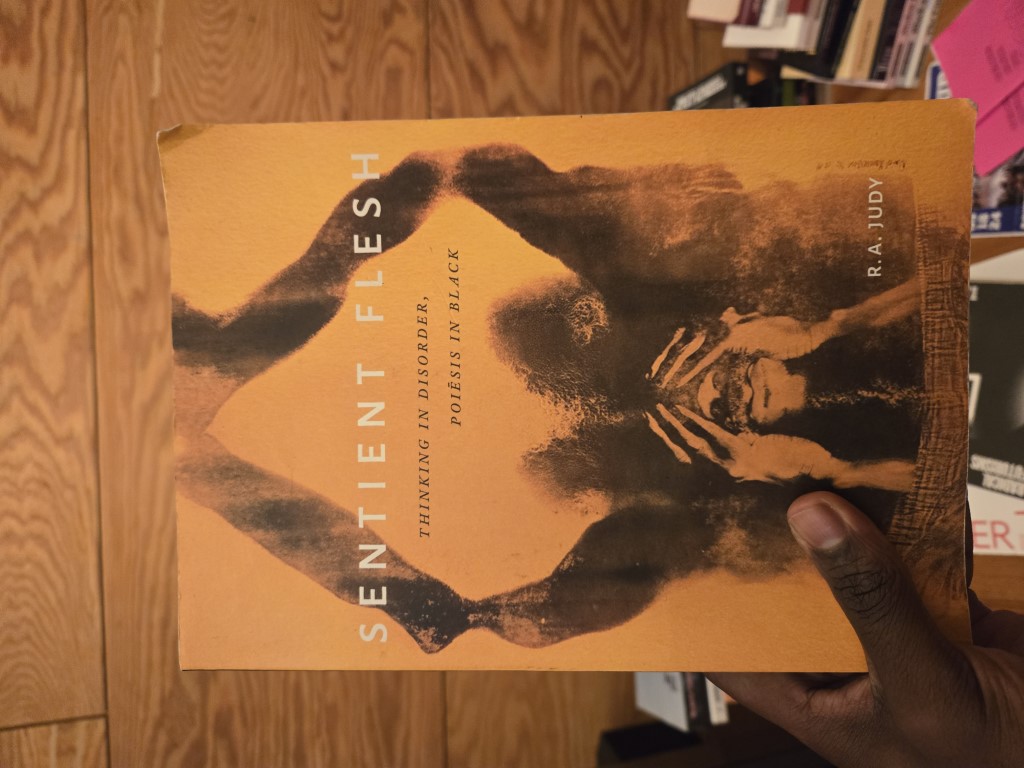 SENTIENT FLESH
THINKING IN DISORDER,
POIĒSIS IN BLACK
R.A. JUDY